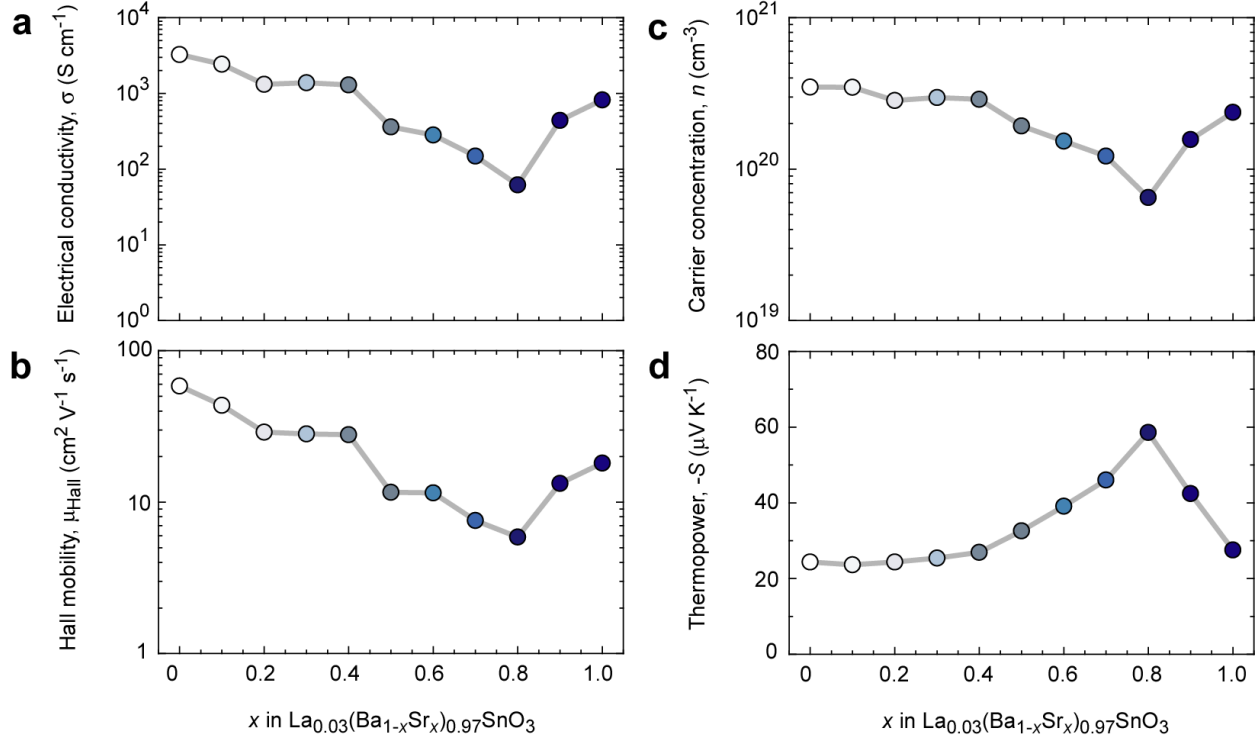 a
Electrical conductivity, σ (S cm⁻¹)
10⁴
10³
10²
10¹
10⁰
b
Hall mobility, μHall (cm² V⁻¹ s⁻¹)
100
10
1
0 0.2 0.4 0.6 0.8 1.0
x in La0.03(Ba1-xSrx)0.97SnO3
c
Carrier concentration, n (cm⁻³)
10²¹
10²⁰
10¹⁹
d
Thermopower, -S (μV K⁻¹)
80
60
40
20
0
0 0.2 0.4 0.6 0.8 1.0
x in La0.03(Ba1-xSrx)0.97SnO3